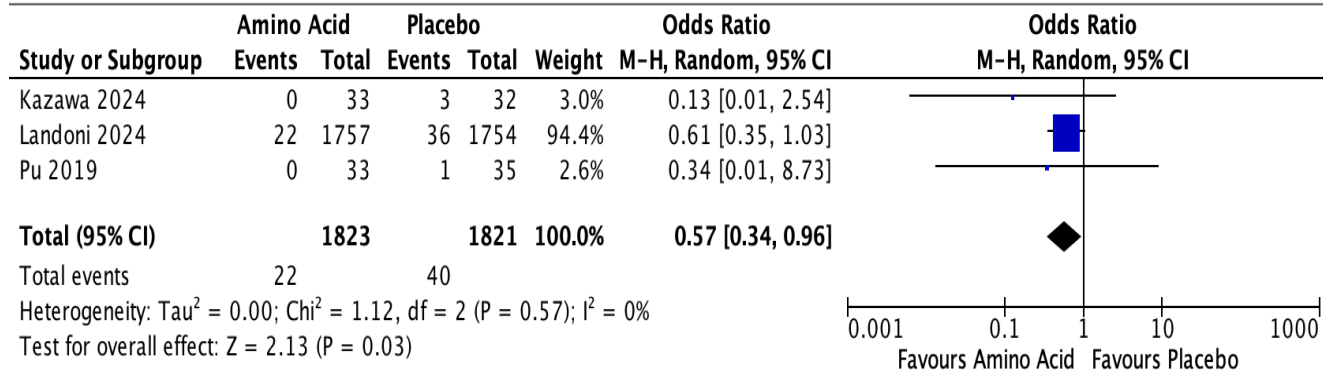 Amino Acid Placebo Odds Ratio Odds Ratio
Study or Subgroup Events Total Events Total Weight M-H, Random, 95% CI M-H, Random, 95% CI
Kazawa 2024 0 33 3 32 3.0% 0.13 [0.01, 2.54]
Landoni 2024 22 1757 36 1754 94.4% 0.61 [0.35, 1.03]
Pu 2019 0 33 1 35 2.6% 0.34 [0.01, 8.73]
Total (95% CI) 1823 1821 100.0% 0.57 [0.34, 0.96]
Total events 22 40
Heterogeneity: Tau² = 0.00; Chi² = 1.12, df = 2 (P = 0.57); I² = 0%
Test for overall effect: Z = 2.13 (P = 0.03)
0.001 0.1 1 10 1000
Favours Amino Acid Favours Placebo